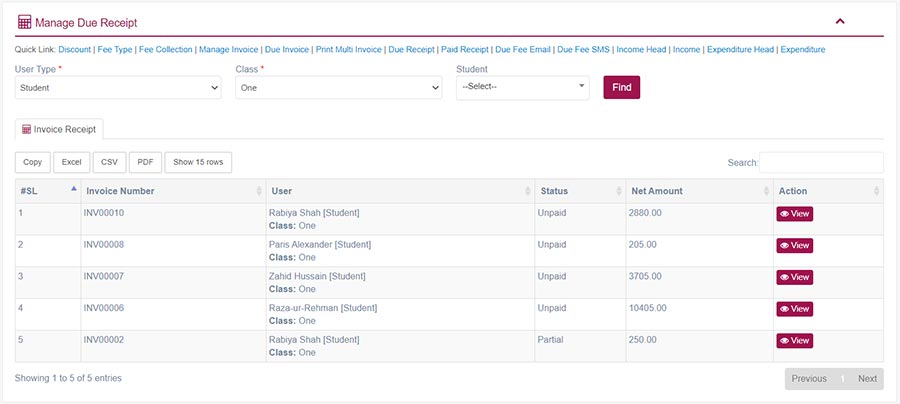 Manage Due Receipt
Quick Link: Discount | Fee Type | Fee Collection | Manage Invoice | Due Invoice | Print Multi Invoice | Due Receipt | Paid Receipt | Due Fee Email | Due Fee SMS | Income Head | Income | Expenditure Head | Expenditure
User Type * Class * Student
Student One --Select-- Find
Invoice Receipt
Copy Excel CSV PDF Show 15 rows Search:
#SL Invoice Number User Status Net Amount Action
1 INV00010 Rabiya Shah [Student] Unpaid 2880.00 View
Class: One
2 INV00008 Paris Alexander [Student] Unpaid 205.00 View
Class: One
3 INV00007 Zahid Hussain [Student] Unpaid 3705.00 View
Class: One
4 INV00006 Raza-ur-Rehman [Student] Unpaid 10405.00 View
Class: One
5 INV00002 Rabiya Shah [Student] Partial 250.00 View
Class: One
Showing 1 to 5 of 5 entries Previous 1 Next